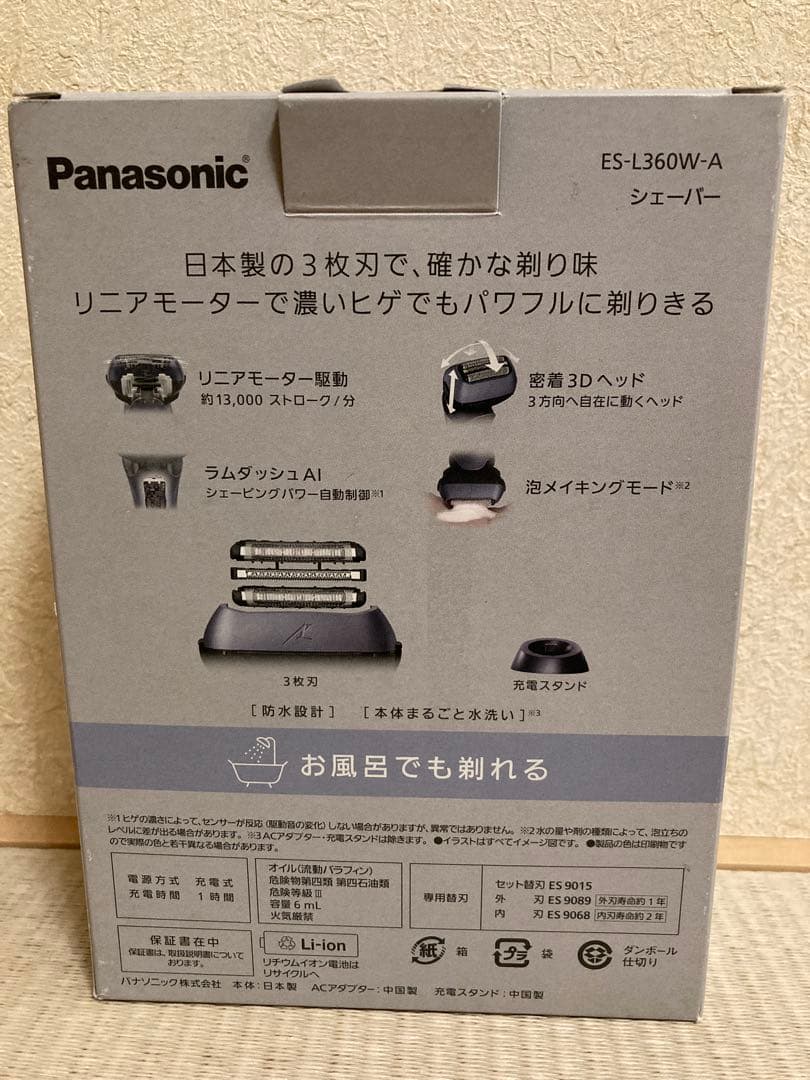 Panasonic®
ES-L360W-A
シェーバー
日本製の3枚刃で、確かな剃り味
リニアモーターで濃いヒゲでもパワフルに剃りきる
リニアモーター駆動
約13,000 ストローク/分
密着3Dヘッド
3方向へ自在に動くヘッド
ラムダッシュAI
シェービングパワー自動制御※1
泡メイキングモード※2
3枚刃
充電スタンド
[防水設計] [本体まるごと水洗い]※3
お風呂でも剃れる
※1ヒゲの濃さによって、センサーが反応(駆動音の変化)しない場合がありますが、異常ではありません。※2水の量や剤の種類によって、泡立ちの
レベルに差が出る場合があります。※3ACアダプター・充電スタンドは除きます。●イラストはすべてイメージ図です。●製品の色は印刷物です
ので実際の色と若干異なる場合があります。
電源方式 充電式
充電時間 1時間
オイル(流動パラフィン)
危険物第四類 第四石油類
危険等級Ⅲ
容量6mL
火気厳禁
専用替刃
セット替刃 ES9015
外 刃 ES9089 外刃寿命約1年
内 刃 ES9068 内刃寿命約2年
保証書在中
保証書は、取扱説明書について
おります。
Li-ion
リチウムイオン電池は
リサイクルへ
紙 箱
プラ 袋
ダンボール
仕切り
パナソニック株式会社 本体:日本製 ACアダプター:中国製 充電スタンド:中国製